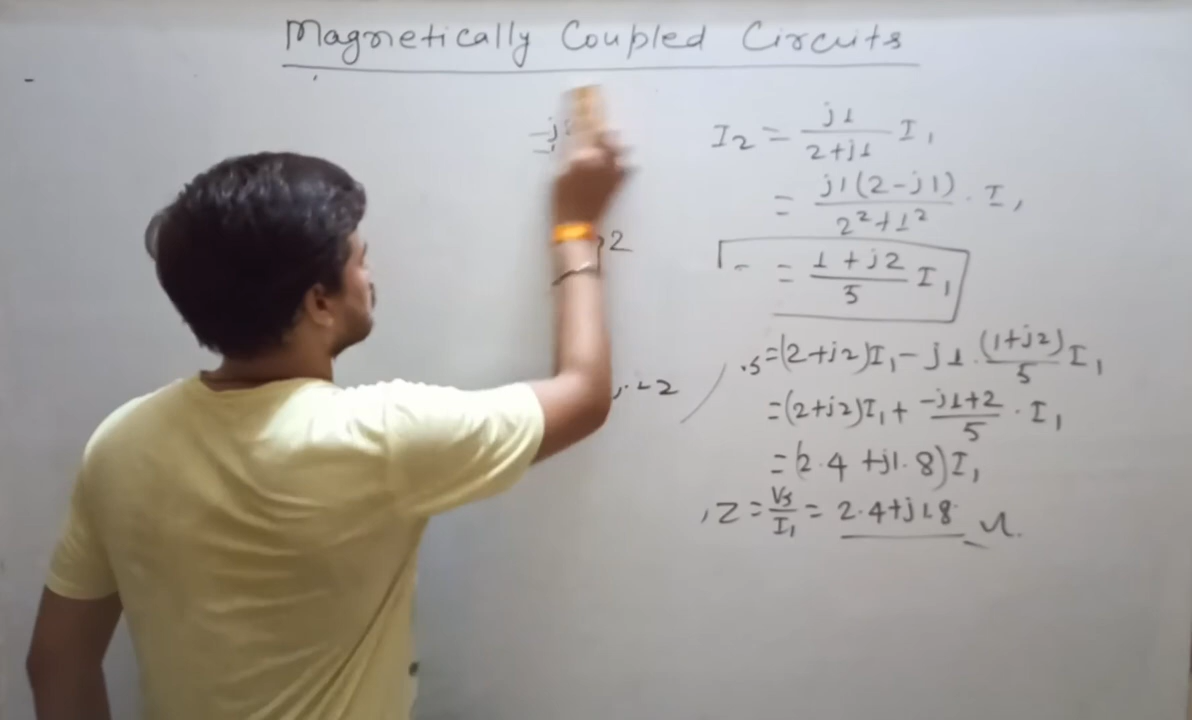 Magnetically Coupled Circuits
I2 = j1/(2+j1) I1
= j1(2-j1)/(2²+1²) · I1
= (1+j2)/5 I1
2
·s=(2+j2)I1 - j1·(1+j2)/5 I1
2
=(2+j2)I1 + (-j1+2)/5 · I1
=(2.4 +j1.8)I1
,Z = Vs/I1 = 2.4+j1.8 Ω.